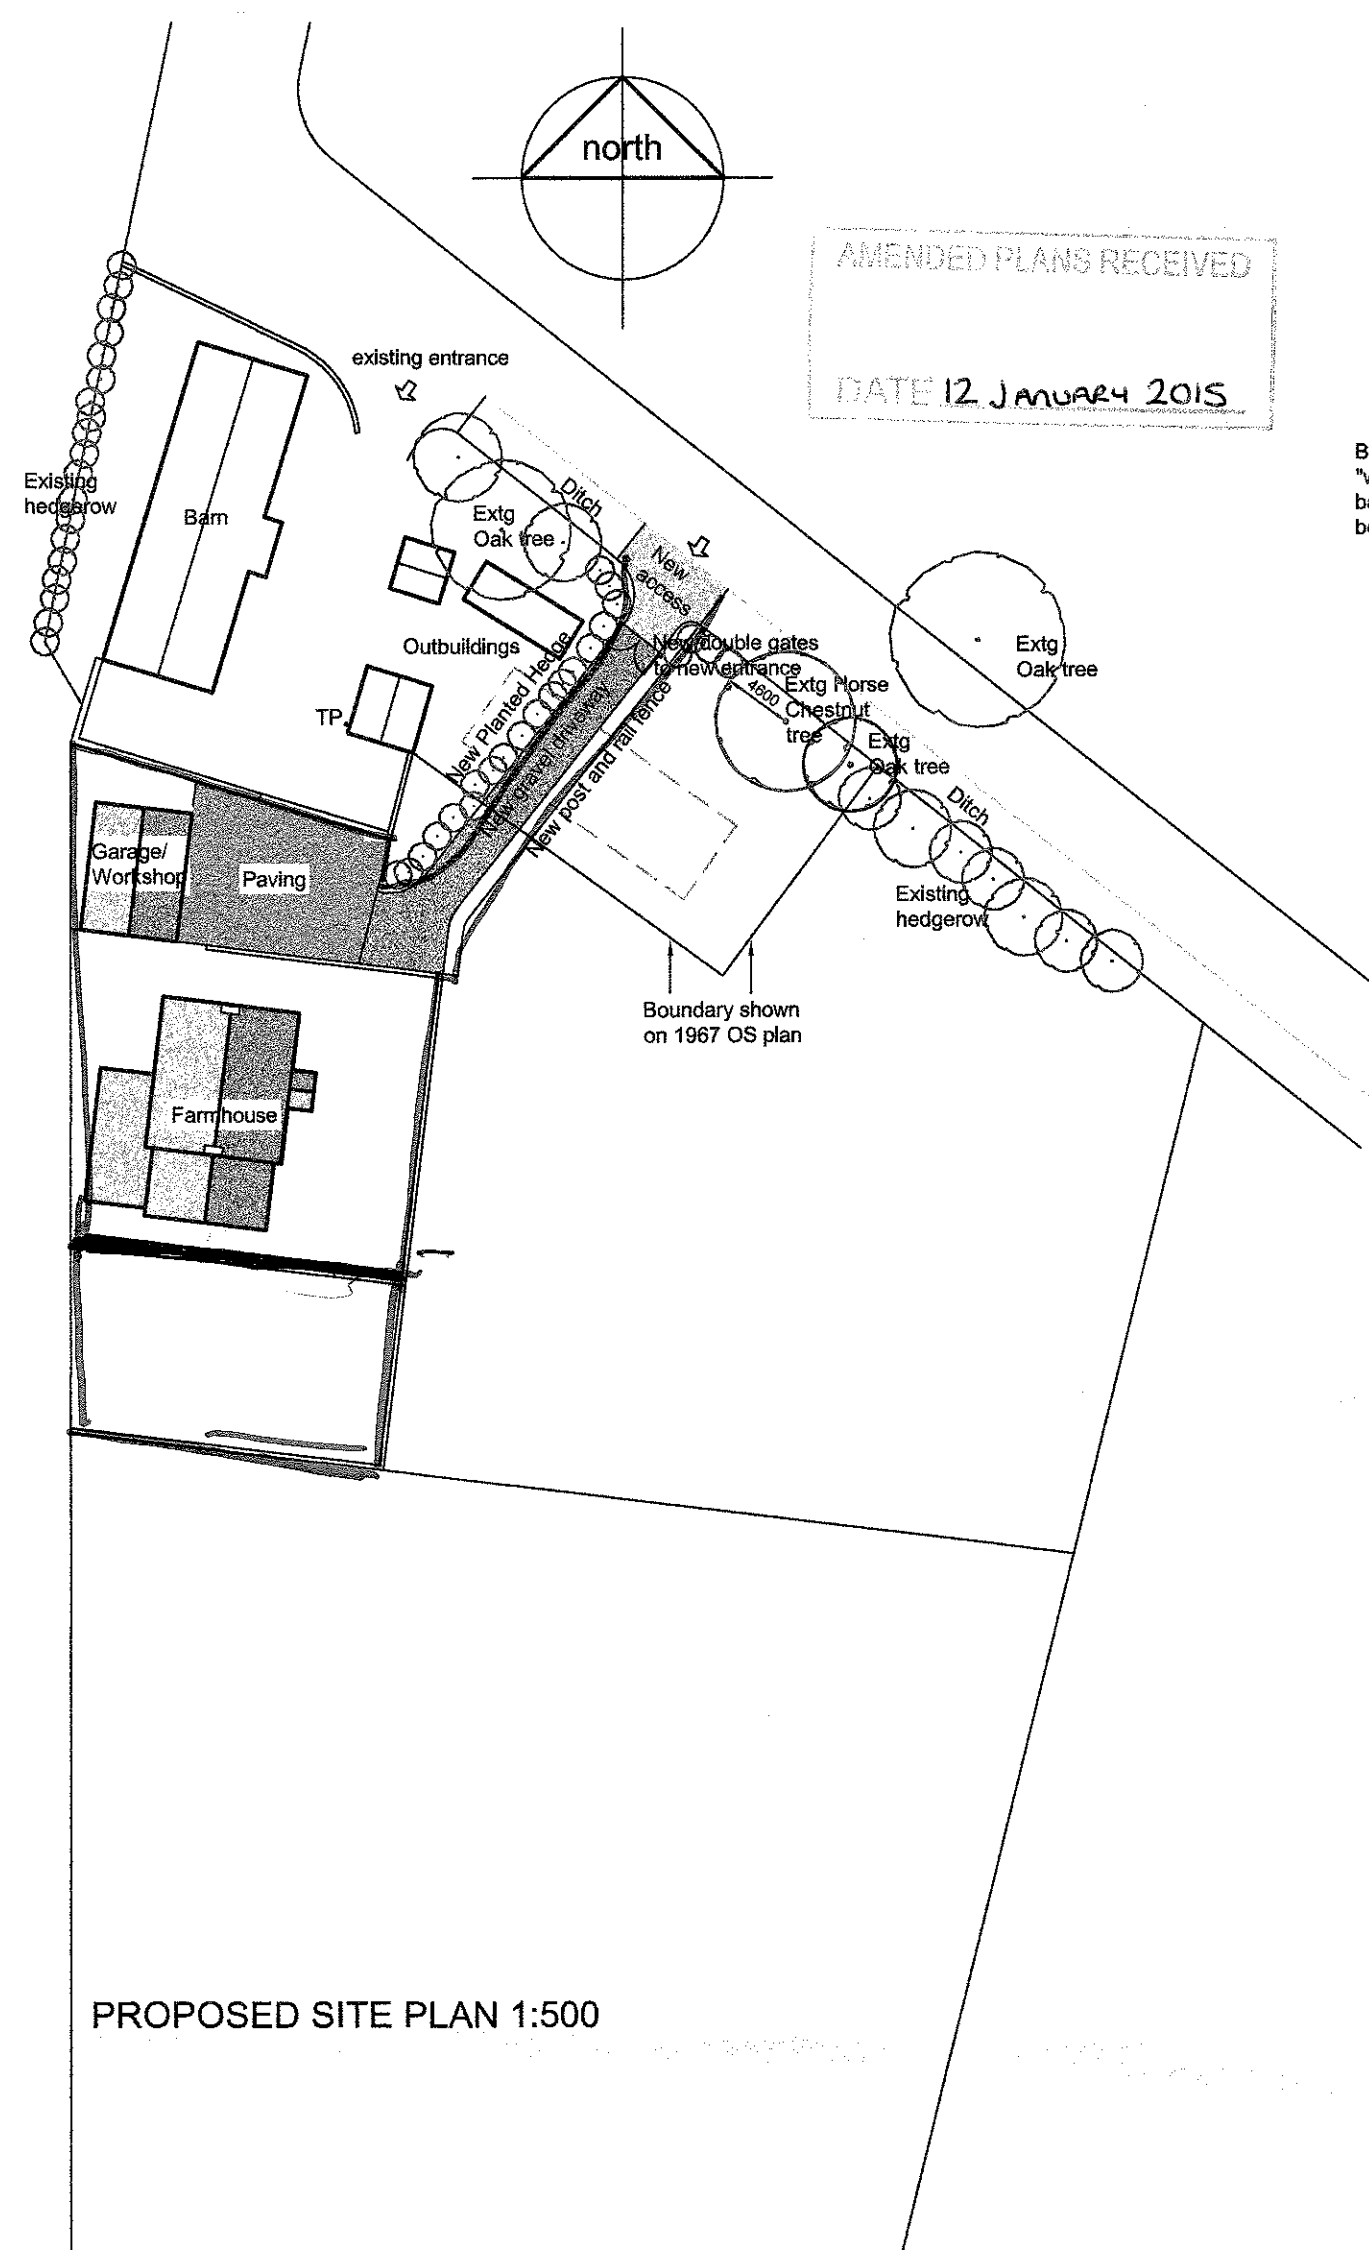 north
AMENDED PLANS RECEIVED
DATE 12 JANUARY 2015
existing entrance
Existing
hedgerow
Barn
Extg
Oak tree
Ditch
New
access
Outbuildings
New double gates
to new entrance
Extg
Oak tree
4600
Extg Horse
Chestnut
tree
TP
New Planted Hedge
New gravel driveway
New post and rail fence
Extg
Oak tree
Ditch
Garage/
Workshop
Paving
Existing
hedgerow
Boundary shown
on 1967 OS plan
Farmhouse
PROPOSED SITE PLAN 1:500